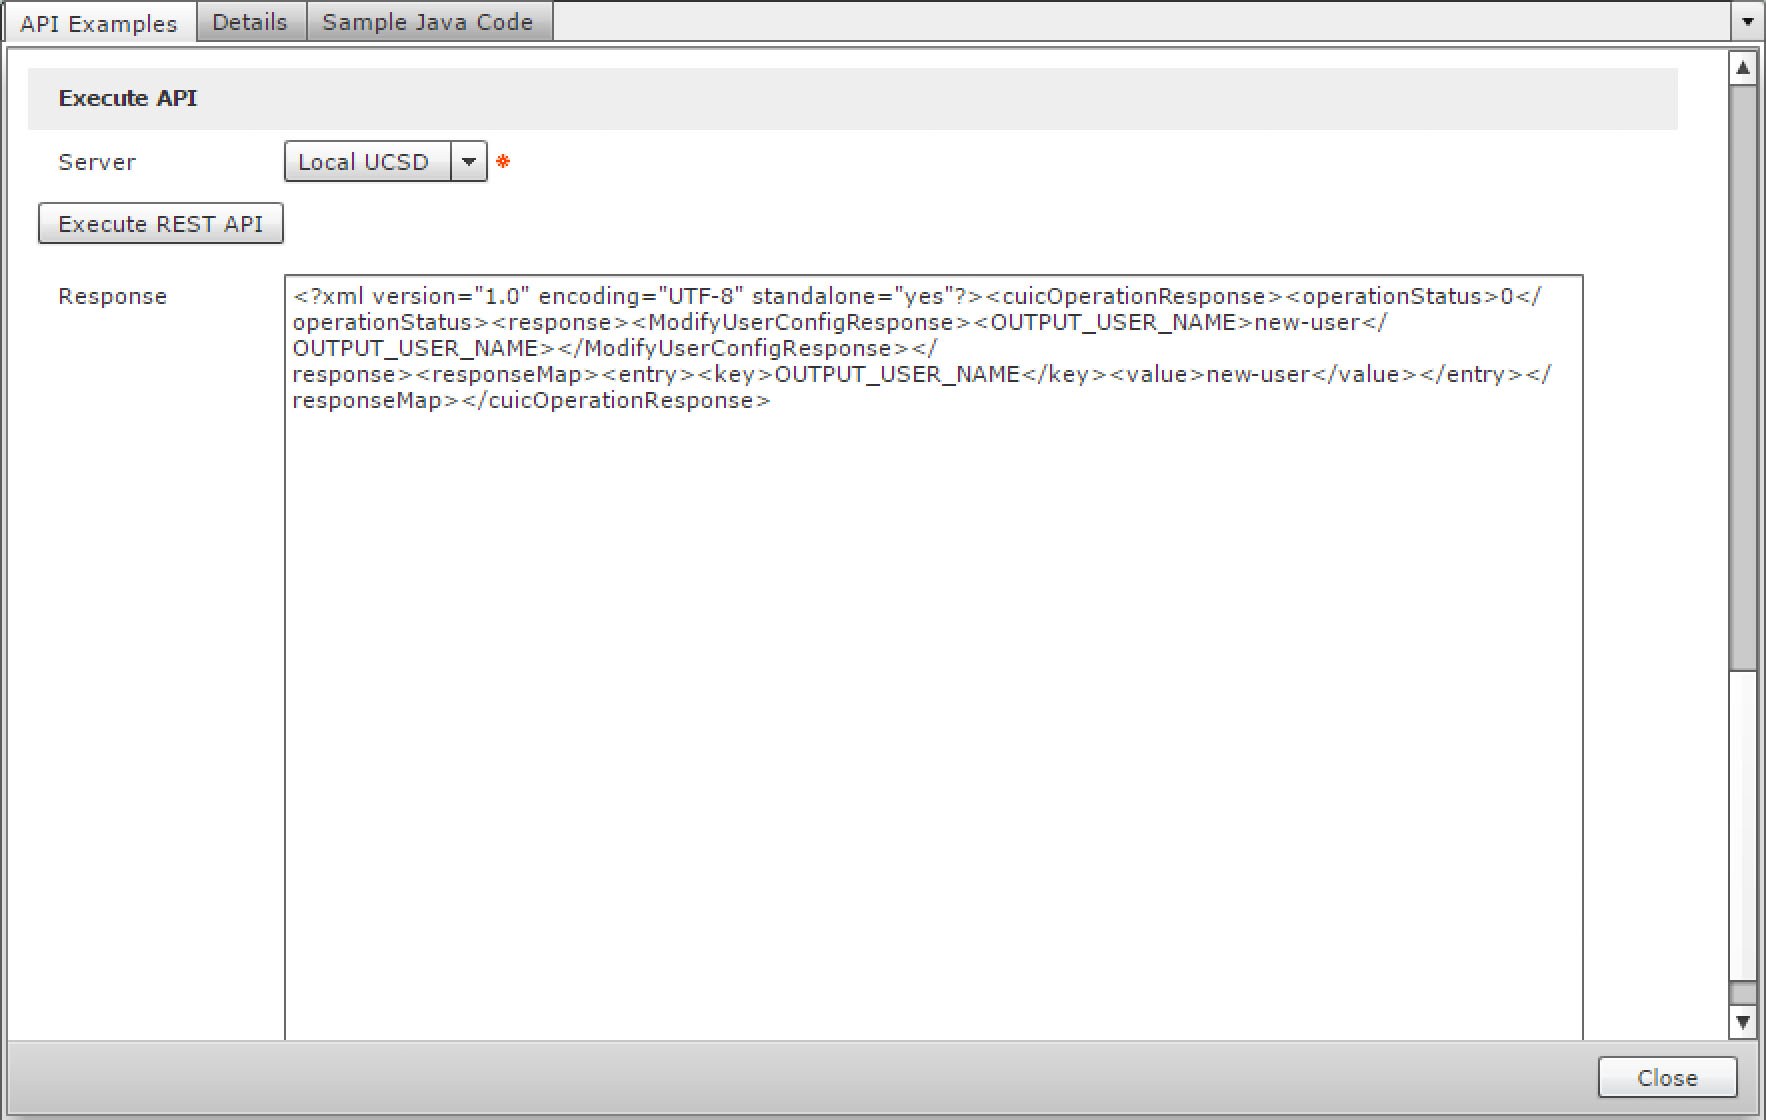 API Examples Details Sample Java Code
Execute API
Server Local UCSD *
Execute REST API
Response
<?xml version="1.0" encoding="UTF-8" standalone="yes"?><cuicOperationResponse><operationStatus>0</
operationStatus><response><ModifyUserConfigResponse><OUTPUT_USER_NAME>new-user</
OUTPUT_USER_NAME></ModifyUserConfigResponse></
response><responseMap><entry><key>OUTPUT_USER_NAME</key><value>new-user</value></entry></
responseMap></cuicOperationResponse>
Close